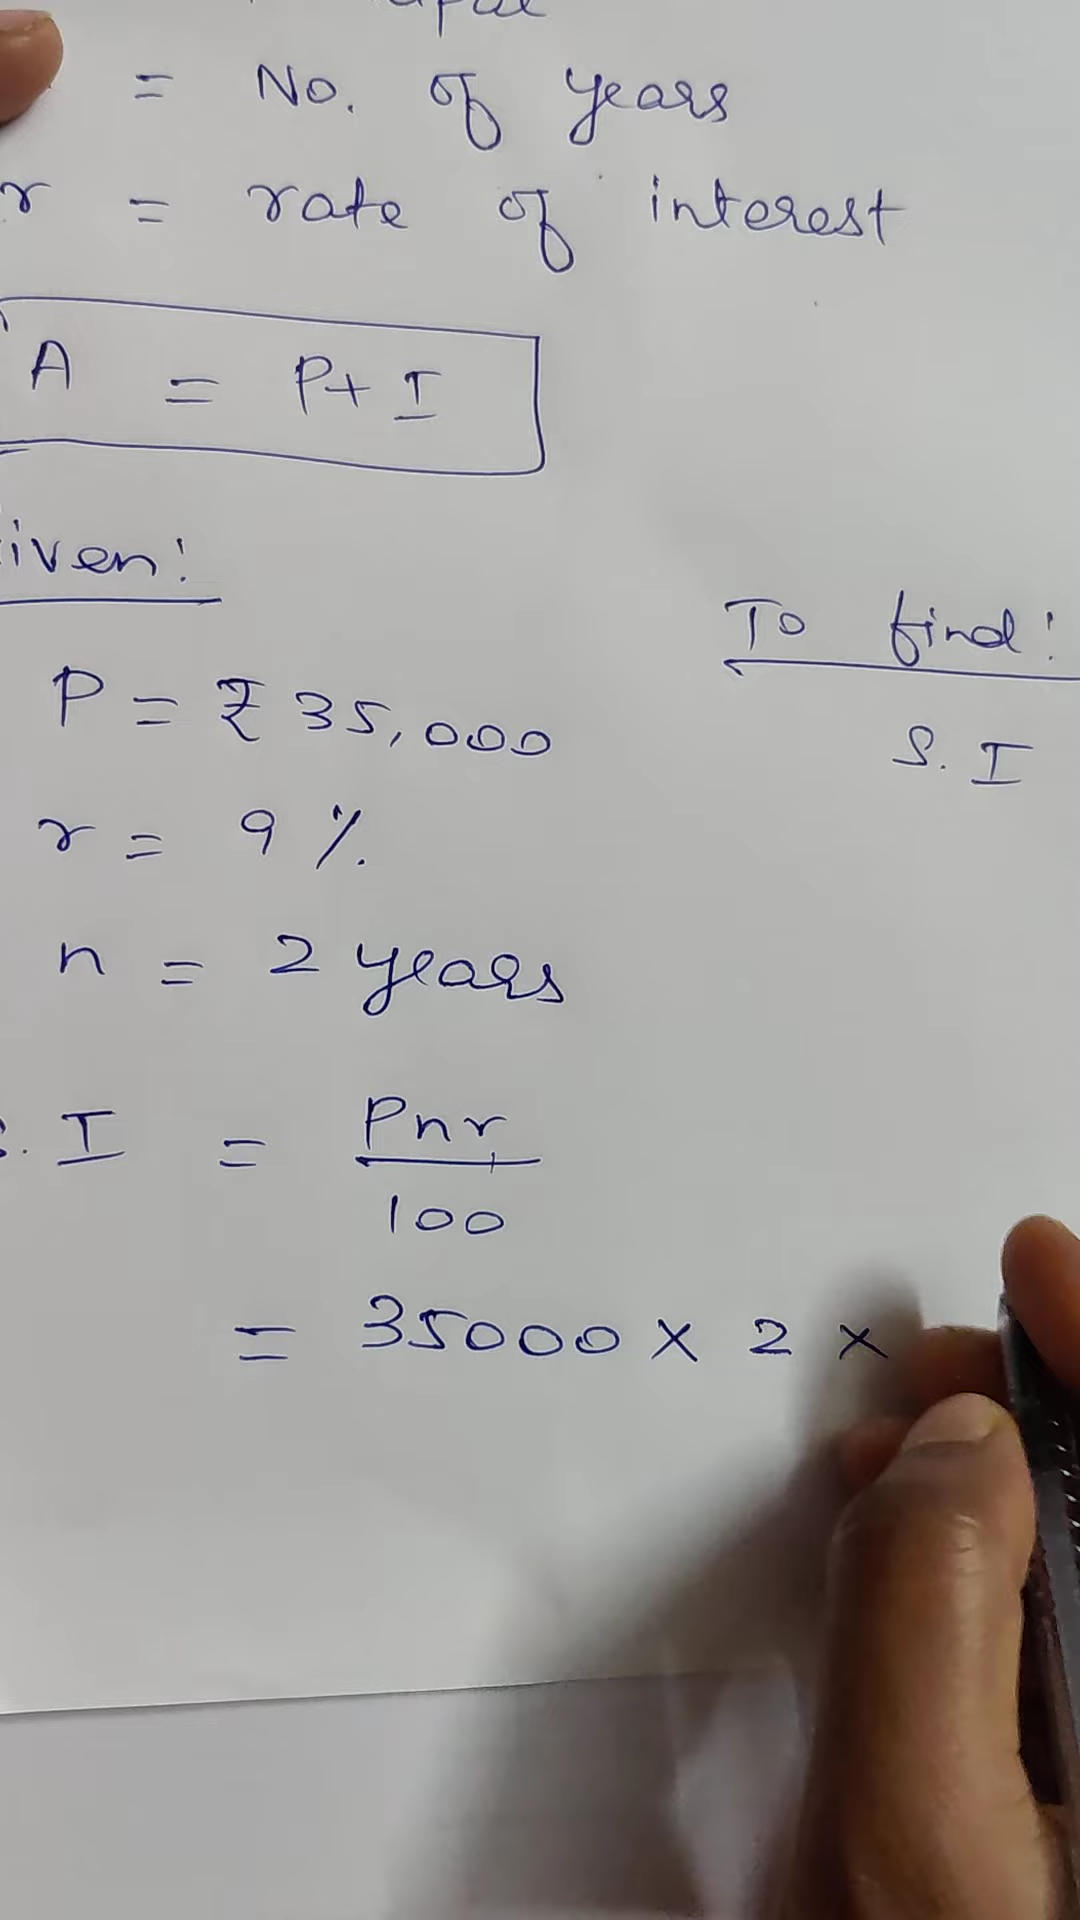 = No. of years
r = rate of interest
A = P + I
iven:
To find:
P = ₹ 35,000
S. I
r = 9 %.
n = 2 years
. I = Pnr
100
= 35000 × 2 ×